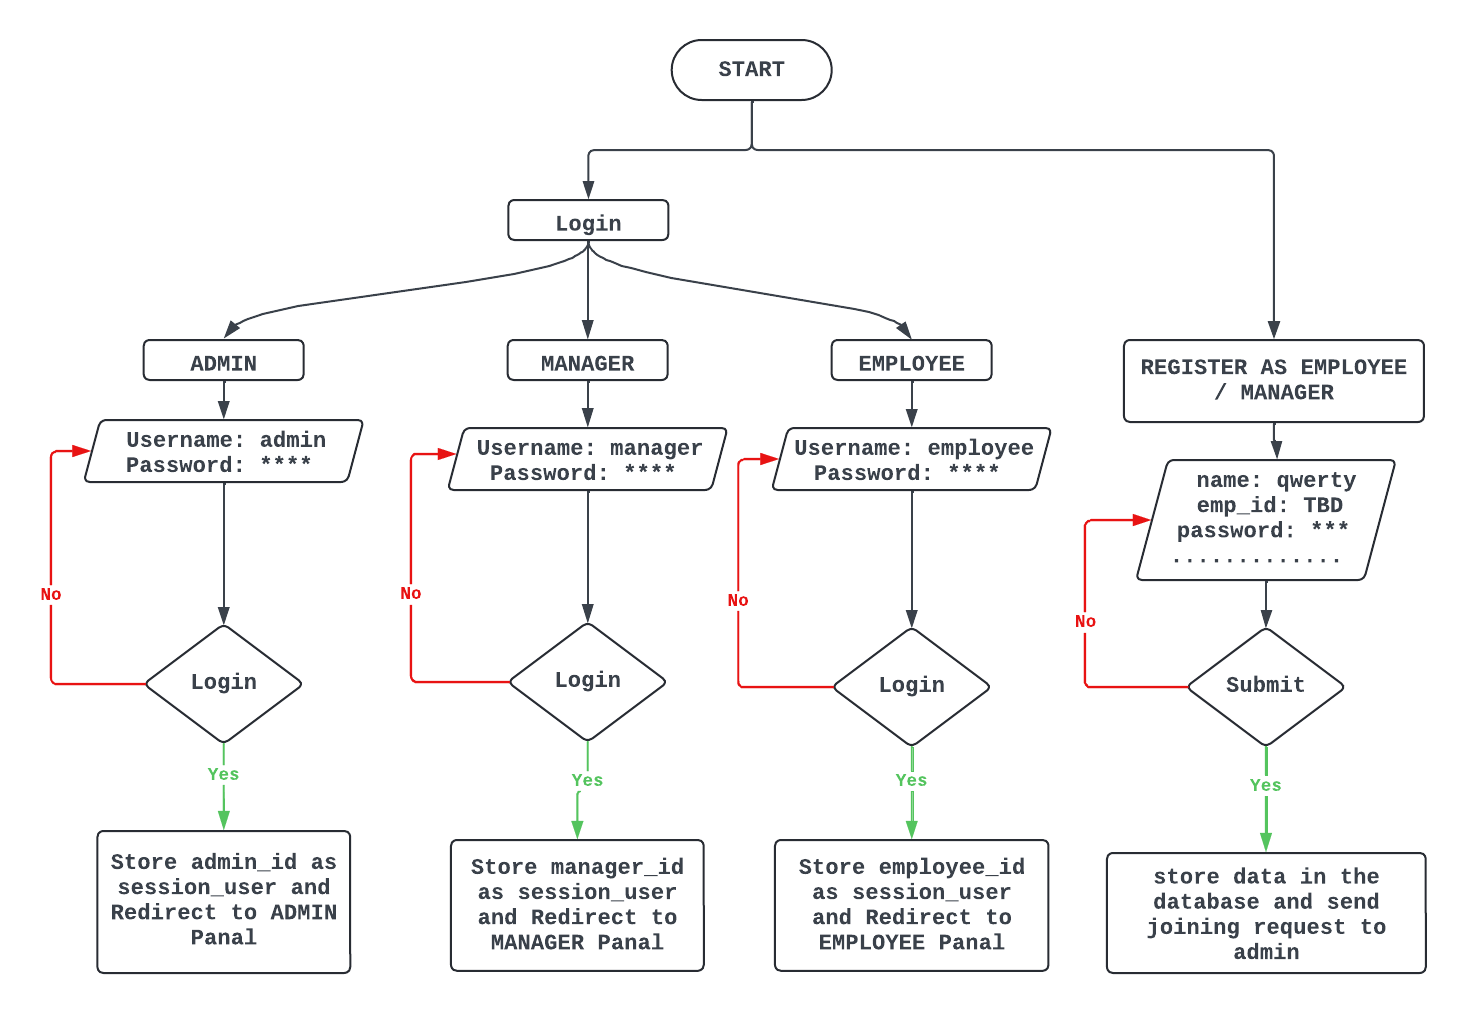 START
Login
ADMIN
MANAGER
EMPLOYEE
REGISTER AS EMPLOYEE
/ MANAGER
Username: admin
Password: ****
Username: manager
Password: ****
Username: employee
Password: ****
name: qwerty
emp_id: TBD
password: ***
.............
No
No
No
No
Login
Login
Login
Submit
Yes
Yes
Yes
Yes
Store admin_id as
session_user and
Redirect to ADMIN
Panal
Store manager_id
as session_user
and Redirect to
MANAGER Panal
Store employee_id
as session_user
and Redirect to
EMPLOYEE Panal
store data in the
database and send
joining request to
admin